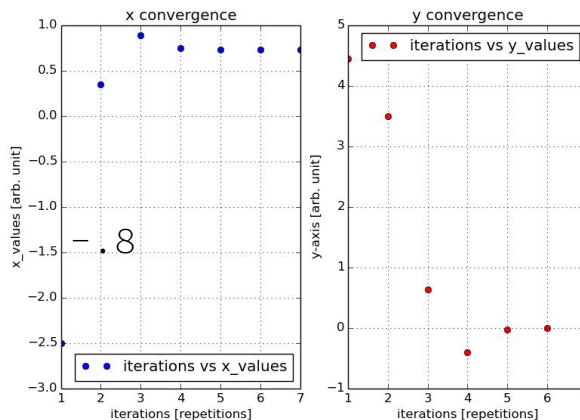 x convergence
y convergence
1.0
0.5
0.0
−0.5
−1.0
−1.5
−2.0
−2.5
−3.0
x_values [arb. unit]
− . 8
iterations vs x_values
1 2 3 4 5 6 7
iterations [repetitions]
5
4
3
2
1
0
−1
y-axis [arb. unit]
iterations vs y_values
1 2 3 4 5 6
iterations [repetitions]